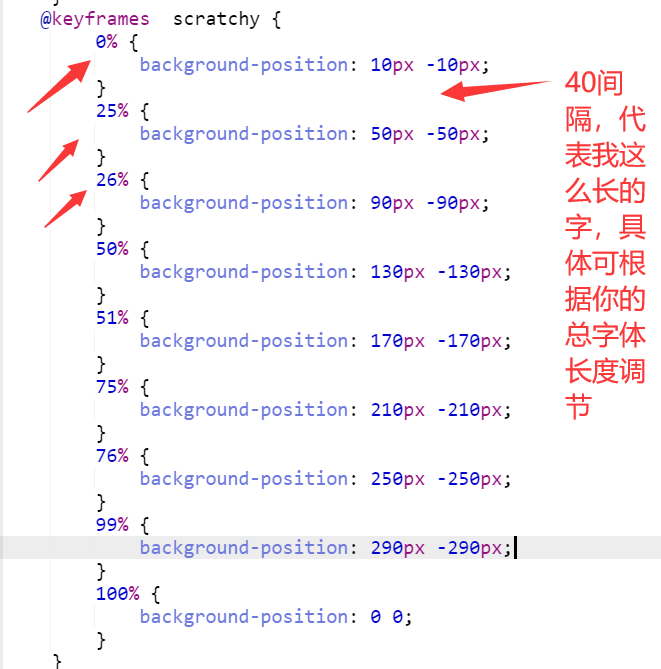 @keyframes  scratchy {
0% {
background-position: 10px -10px;
}
25% {
background-position: 50px -50px;
}
26% {
background-position: 90px -90px;
}
50% {
background-position: 130px -130px;
}
51% {
background-position: 170px -170px;
}
75% {
background-position: 210px -210px;
}
76% {
background-position: 250px -250px;
}
99% {
background-position: 290px -290px;
}
100% {
background-position: 0 0;
}
}
40间
隔，代
表我这
么长的
字，具
体可根
据你的
总字体
长度调
节